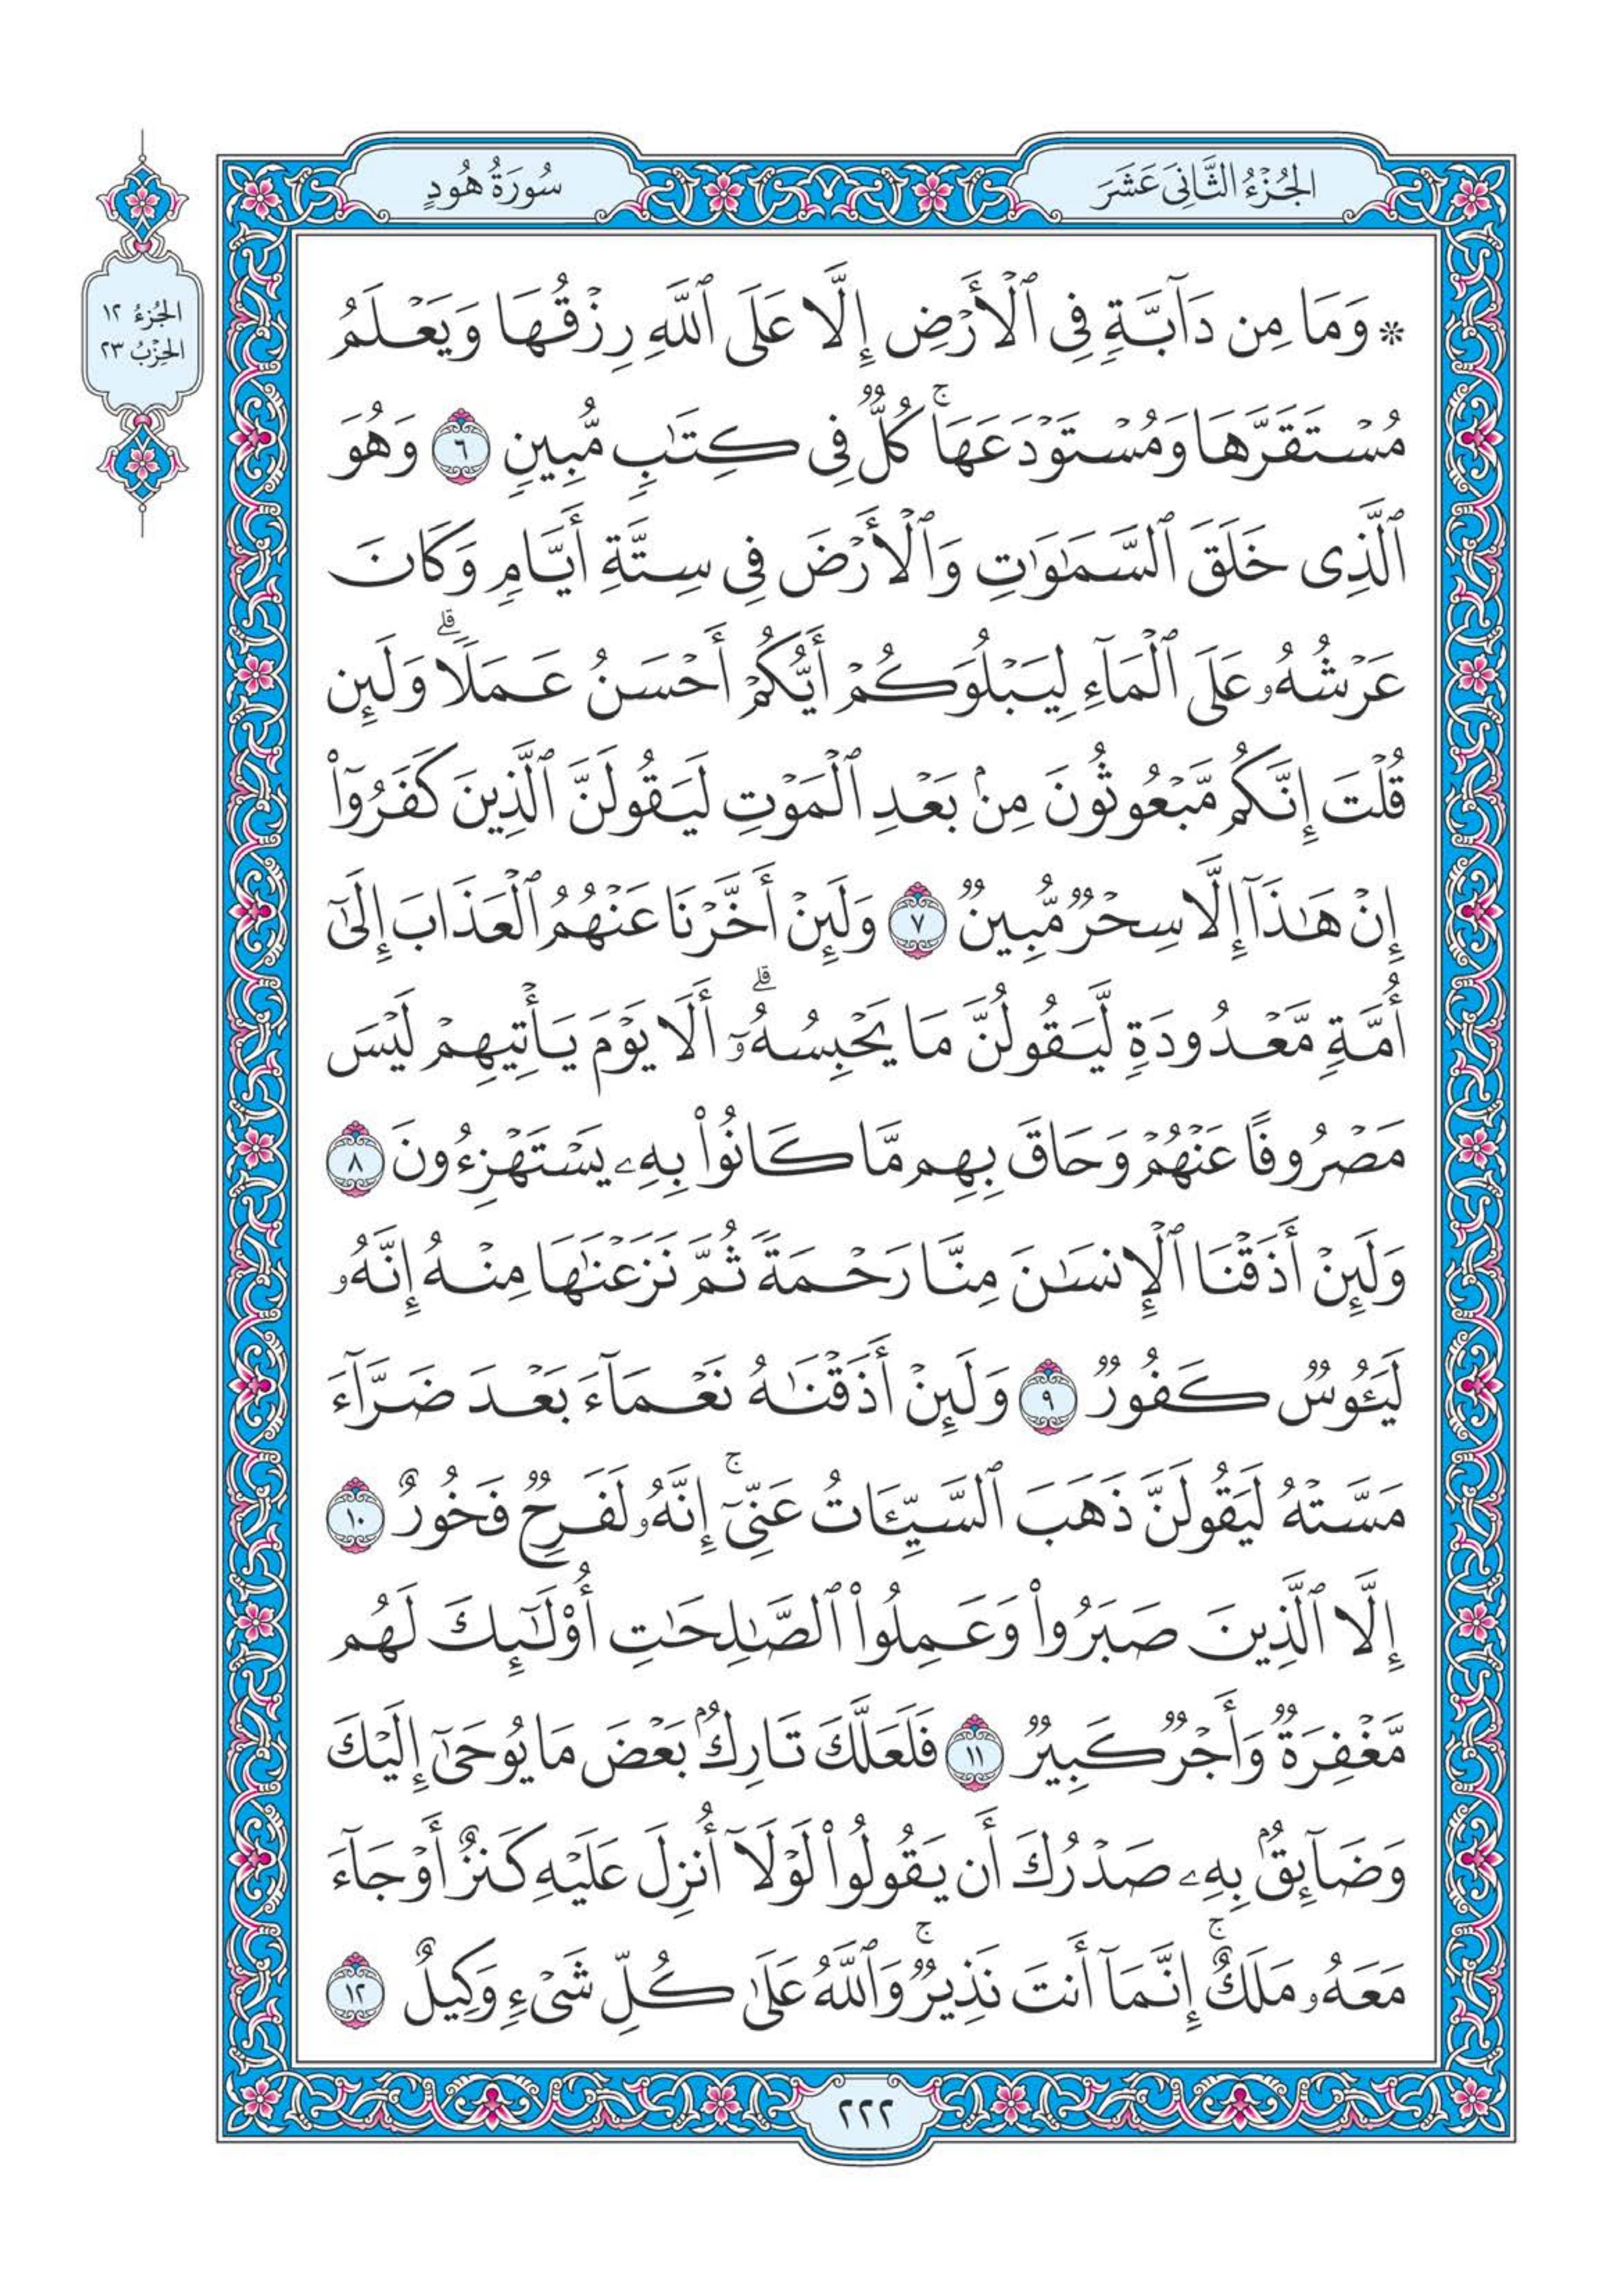 الجُزْءُ الثَّانِيَ عَشَرَ
سُورَةُ هُودٍ
الجُزءُ ١٢
الحِزْبُ ٢٣
* وَمَا مِن دَآبَّةٖ فِي ٱلۡأَرۡضِ إِلَّا عَلَى ٱللَّهِ رِزۡقُهَا وَيَعۡلَمُ
مُسۡتَقَرَّهَا وَمُسۡتَوۡدَعَهَاۚ كُلّٞ فِي كِتَٰبٖ مُّبِينٖ ٦ وَهُوَ
ٱلَّذِي خَلَقَ ٱلسَّمَٰوَٰتِ وَٱلۡأَرۡضَ فِي سِتَّةِ أَيَّامٖ وَكَانَ
عَرۡشُهُۥ عَلَى ٱلۡمَآءِ لِيَبۡلُوَكُمۡ أَيُّكُمۡ أَحۡسَنُ عَمَلٗاۗ وَلَئِن
قُلۡتَ إِنَّكُم مَّبۡعُوثُونَ مِنۢ بَعۡدِ ٱلۡمَوۡتِ لَيَقُولَنَّ ٱلَّذِينَ كَفَرُوٓاْ
إِنۡ هَٰذَآ إِلَّا سِحۡرٞ مُّبِينٞ ٧ وَلَئِنۡ أَخَّرۡنَا عَنۡهُمُ ٱلۡعَذَابَ إِلَىٰٓ
أُمَّةٖ مَّعۡدُودَةٖ لَّيَقُولُنَّ مَا يَحۡبِسُهُۥٓۗ أَلَا يَوۡمَ يَأۡتِيهِمۡ لَيۡسَ
مَصۡرُوفًا عَنۡهُمۡ وَحَاقَ بِهِم مَّا كَانُواْ بِهِۦ يَسۡتَهۡزِءُونَ ٨
وَلَئِنۡ أَذَقۡنَا ٱلۡإِنسَٰنَ مِنَّا رَحۡمَةٗ ثُمَّ نَزَعۡنَٰهَا مِنۡهُ إِنَّهُۥ
لَيَـُٔوسٞ كَفُورٞ ٩ وَلَئِنۡ أَذَقۡنَٰهُ نَعۡمَآءَ بَعۡدَ ضَرَّآءَ
مَسَّتۡهُ لَيَقُولَنَّ ذَهَبَ ٱلسَّيِّـَٔاتُ عَنِّيٓۚ إِنَّهُۥ لَفَرِحٞ فَخُورٌ ١٠
إِلَّا ٱلَّذِينَ صَبَرُواْ وَعَمِلُواْ ٱلصَّٰلِحَٰتِ أُوْلَٰٓئِكَ لَهُم
مَّغۡفِرَةٞ وَأَجۡرٞ كَبِيرٞ ١١ فَلَعَلَّكَ تَارِكُۢ بَعۡضَ مَا يُوحَىٰٓ إِلَيۡكَ
وَضَآئِقُۢ بِهِۦ صَدۡرُكَ أَن يَقُولُواْ لَوۡلَآ أُنزِلَ عَلَيۡهِ كَنزٌ أَوۡ جَآءَ
مَعَهُۥ مَلَكٌۚ إِنَّمَآ أَنتَ نَذِيرٞۚ وَٱللَّهُ عَلَىٰ كُلِّ شَيۡءٖ وَكِيلٌ ١٢
٢٢٢